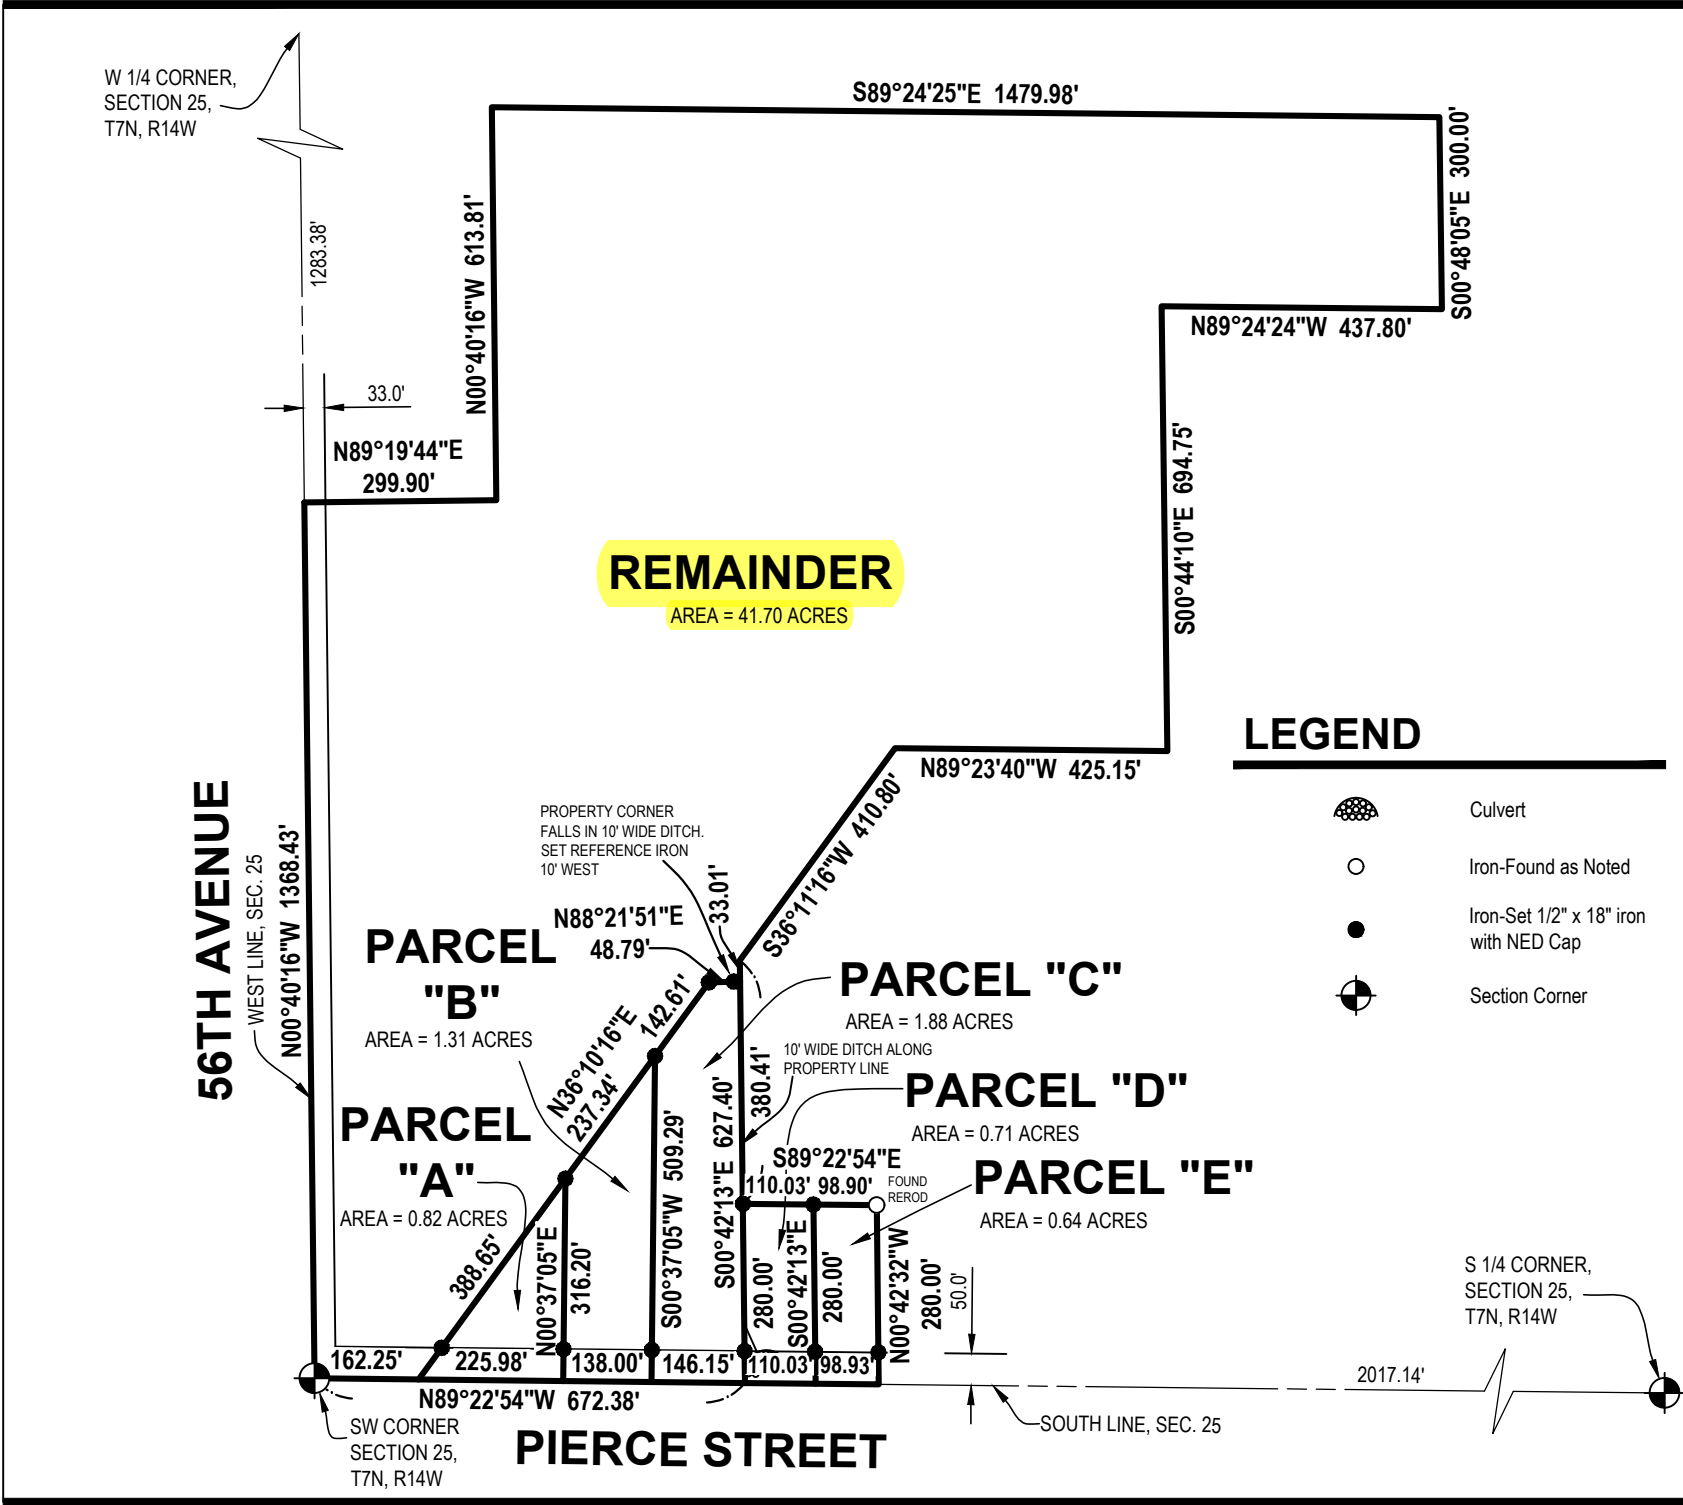 W 1/4 CORNER,
SECTION 25,
T7N, R14W
S89°24'25"E 1479.98'
S00°48'05"E 300.00'
N89°24'24"W 437.80'
N00°40'16"W 613.81'
1283.38'
33.0'
N89°19'44"E
299.90'
REMAINDER
AREA = 41.70 ACRES
S00°44'10"E 694.75'
N89°23'40"W 425.15'
S36°11'16"W 410.80'
LEGEND
Culvert
Iron-Found as Noted
Iron-Set 1/2" x 18" iron
with NED Cap
Section Corner
56TH AVENUE
WEST LINE, SEC. 25
N00°40'16"W 1368.43'
PROPERTY CORNER
FALLS IN 10' WIDE DITCH.
SET REFERENCE IRON
10' WEST
33.01'
N88°21'51"E
48.79'
PARCEL
"B"
AREA = 1.31 ACRES
PARCEL "C"
AREA = 1.88 ACRES
10' WIDE DITCH ALONG
PROPERTY LINE
PARCEL "D"
AREA = 0.71 ACRES
PARCEL "E"
AREA = 0.64 ACRES
PARCEL
"A"
AREA = 0.82 ACRES
N36°10'16"E
142.61'
237.34'
388.65'
N00°37'05"E
316.20'
S00°37'05"W 509.29'
S00°42'13"E 627.40'
380.41'
280.00'
S89°22'54"E
110.03' 98.90'
FOUND
REROD
S00°42'13"E
280.00'
N00°42'32"W
280.00'
50.0'
162.25'
225.98'
138.00'
146.15'
110.03'
98.93'
N89°22'54"W 672.38'
SW CORNER
SECTION 25,
T7N, R14W
PIERCE STREET
SOUTH LINE, SEC. 25
2017.14'
S 1/4 CORNER,
SECTION 25,
T7N, R14W